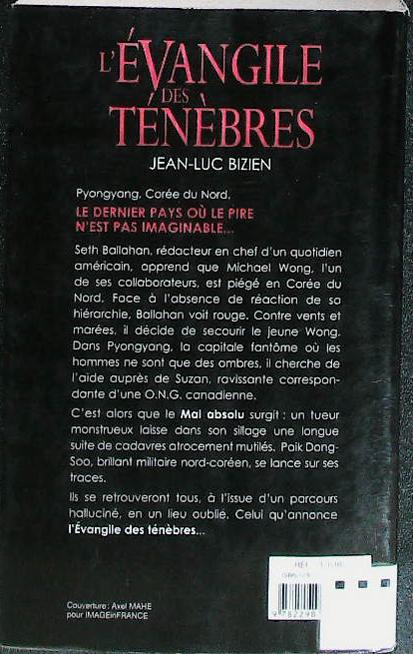 L'ÉVANGILE
DES
TÉNÈBRES
JEAN-LUC BIZIEN
Pyongyang, Corée du Nord.
LE DERNIER PAYS OÙ LE PIRE
N'EST PAS IMAGINABLE...
Seth Ballahan, rédacteur en chef d'un quotidien
américain, apprend que Michael Wong, l'un
de ses collaborateurs, est piégé en Corée du
Nord. Face à l'absence de réaction de sa
hiérarchie, Ballahan voit rouge. Contre vents et
marées, il décide de secourir le jeune Wong.
Dans Pyongyang, la capitale fantôme où les
hommes ne sont que des ombres, il cherche de
l'aide auprès de Suzan, ravissante correspon-
dante d'une O.N.G. canadienne.
C'est alors que le Mal absolu surgit : un tueur
monstrueux laisse dans son sillage une longue
suite de cadavres atrocement mutilés. Paik Dong-
Soo, brillant militaire nord-coréen, se lance sur ses
traces.
Ils se retrouveront tous, à l'issue d'un parcours
halluciné, en un lieu oublié. Celui qu'annonce
l'Évangile des ténèbres...
Couverture : Axel MAHE
pour IMAGEinFRANCE
9 782298